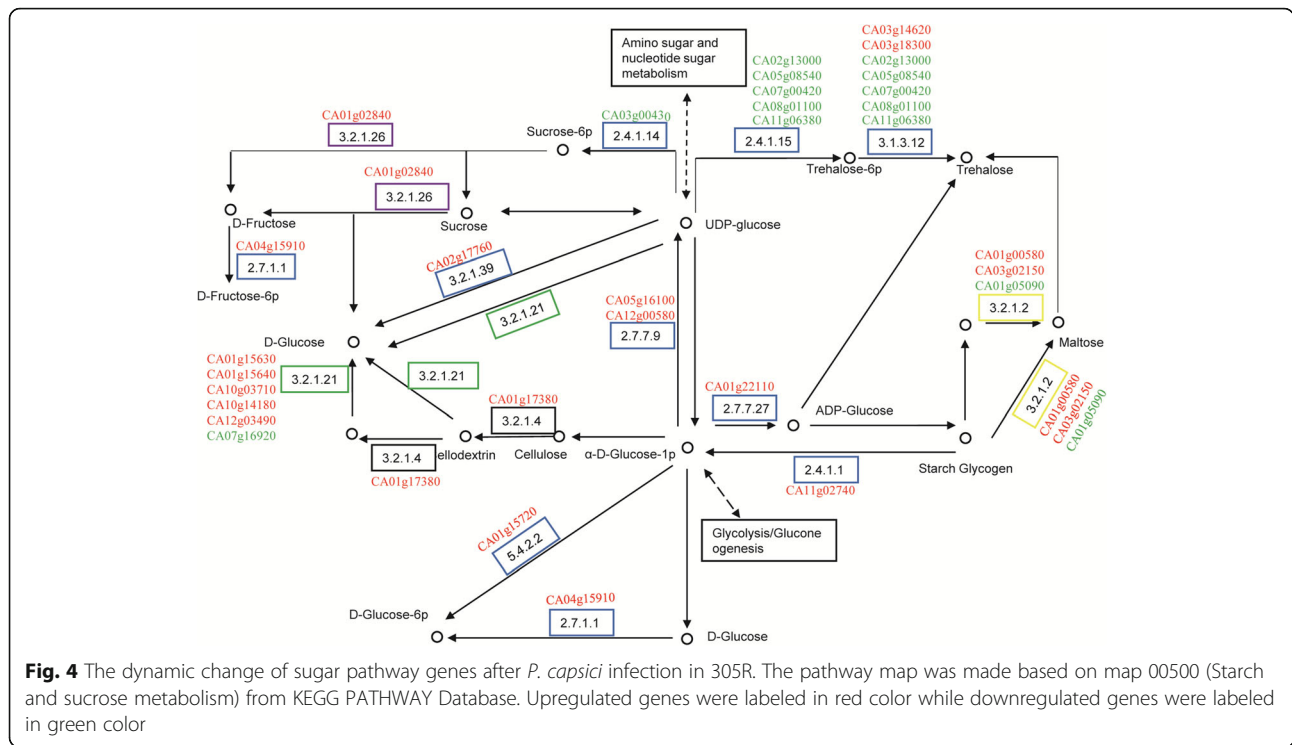 Amino sugar and
nucleotide sugar
metabolism
CA02g13000
CA05g08540
CA07g00420
CA08g01100
CA11g06380
2.4.1.15
CA03g14620
CA03g18300
CA02g13000
CA05g08540
CA07g00420
CA08g01100
CA11g06380
3.1.3.12
CA01g02840
3.2.1.26
Sucrose-6p
CA03g00430
2.4.1.14
Trehalose-6p
Trehalose
CA01g02840
3.2.1.26
D-Fructose
Sucrose
UDP-glucose
CA04g15910
2.7.1.1
D-Fructose-6p
CA02g17760
3.2.1.39
3.2.1.21
CA05g16100
CA12g00580
2.7.7.9
CA01g00580
CA03g02150
CA01g05090
3.2.1.2
Maltose
D-Glucose
CA01g15630
CA01g15640
CA10g03710
CA10g14180
CA12g03490
CA07g16920
3.2.1.21
3.2.1.21
3.2.1.2
CA01g00580
CA03g02150
CA01g05090
CA01g17380
3.2.1.4
CA01g22110
2.7.7.27
ADP-Glucose
3.2.1.4
CA01g17380
ellodextrin
Cellulose
α-D-Glucose-1p
2.4.1.1
CA11g02740
Starch Glycogen
CA01g15720
5.4.2.2
Glycolysis/Glucone
ogenesis
D-Glucose-6p
CA04g15910
2.7.1.1
D-Glucose
Fig. 4 The dynamic change of sugar pathway genes after P. capsici infection in 305R. The pathway map was made based on map 00500 (Starch
and sucrose metabolism) from KEGG PATHWAY Database. Upregulated genes were labeled in red color while downregulated genes were labeled
in green color